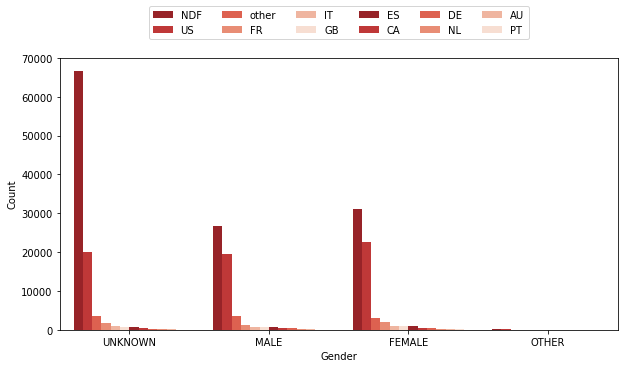 NDF other IT ES DE AU
US FR GB CA NL PT
70000
60000
50000
40000
30000
20000
10000
0
Count
UNKNOWN MALE FEMALE OTHER
Gender